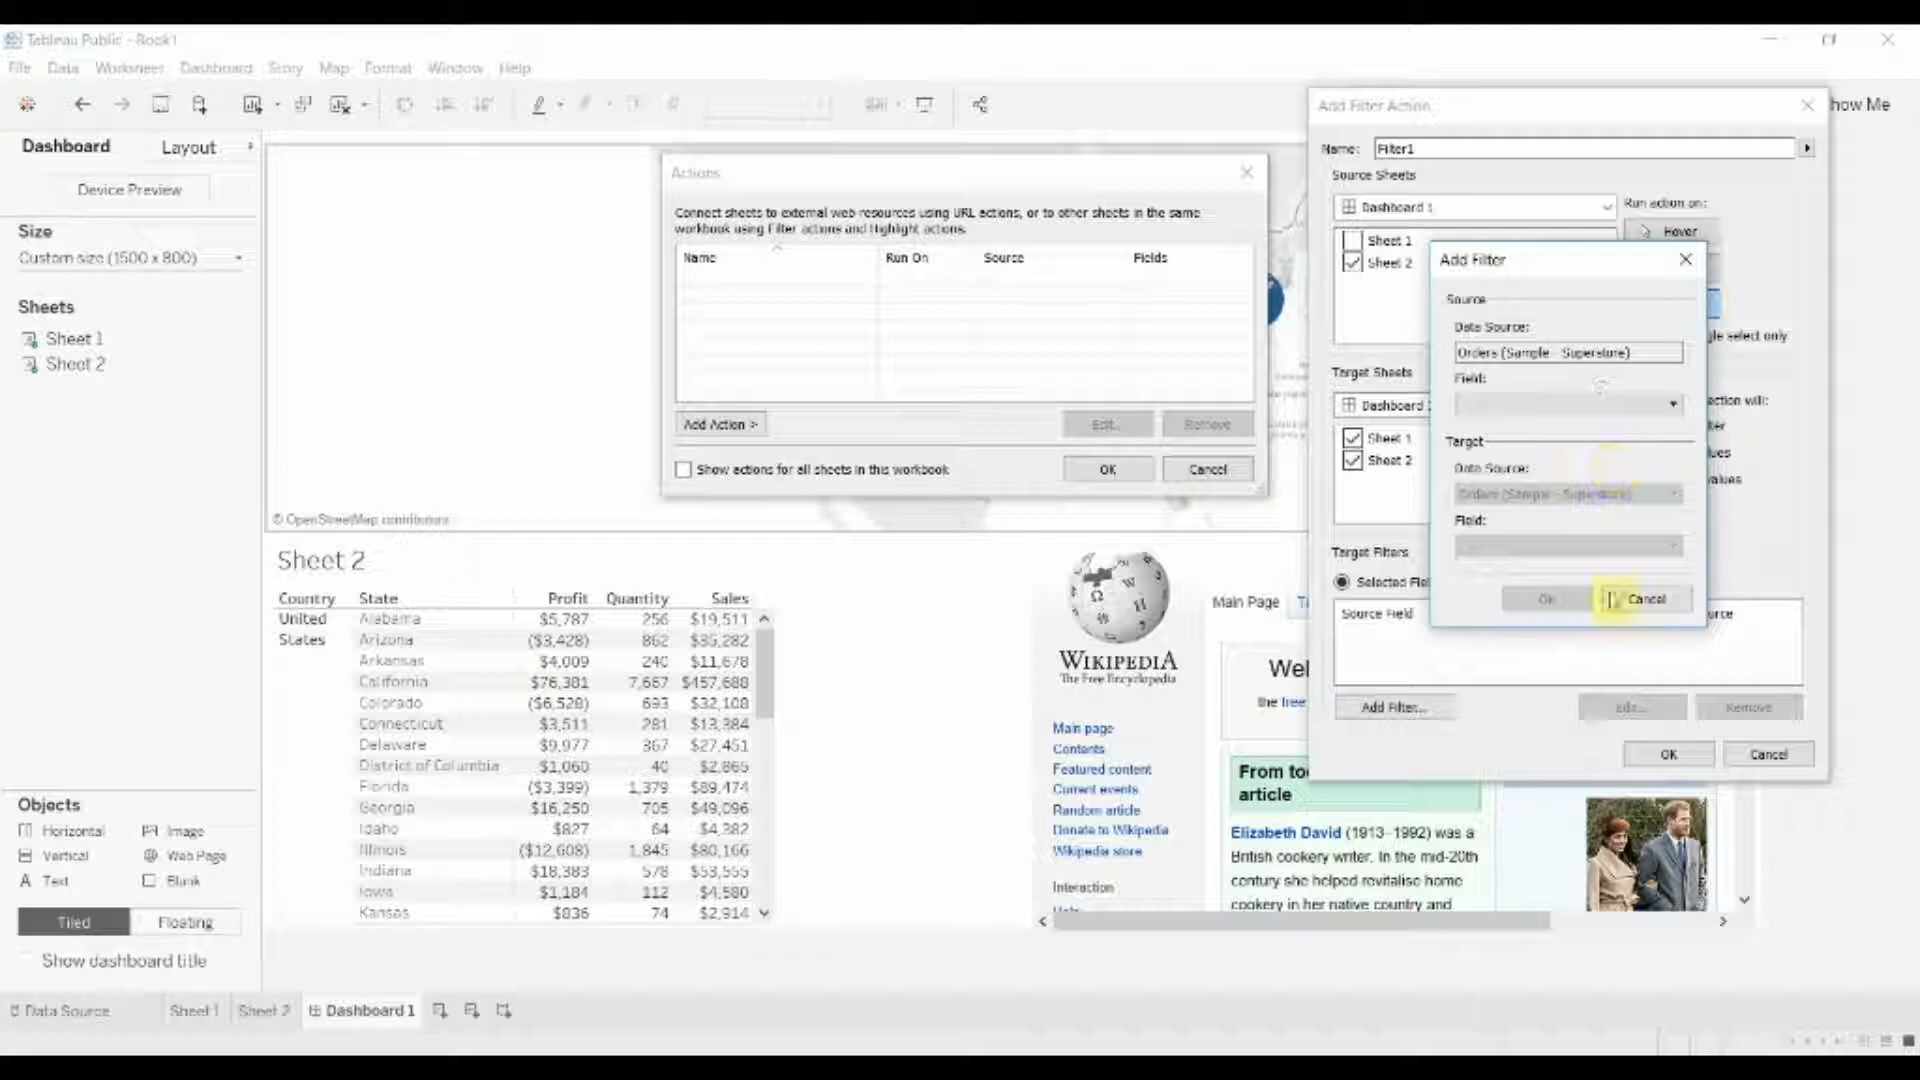 Tableau Public - Book1
File Data Worksheet Dashboard Story Map Format Window Help
how Me
Dashboard Layout
Device Preview
Size
Custom size (1500 x 800)
Sheets
Sheet 1
Sheet 2
Objects
Horizontal Image
Vertical Web Page
Text Blank
Tiled Floating
Show dashboard title
© OpenStreetMap contributors
Sheet 2
Country State Profit Quantity Sales
United Alabama $5,787 256 $19,511
States Arizona ($3,428) 862 $35,282
Arkansas $4,009 240 $11,678
California $76,381 7,667 $457,688
Colorado ($6,528) 693 $32,108
Connecticut $3,511 281 $13,384
Delaware $9,977 367 $27,451
District of Columbia $1,060 40 $2,865
Florida ($3,399) 1,379 $89,474
Georgia $16,250 705 $49,096
Idaho $827 64 $4,382
Illinois ($12,608) 1,845 $80,166
Indiana $18,383 578 $53,555
Iowa $1,184 112 $4,580
Kansas $836 74 $2,914
Actions
Connect sheets to external web resources using URL actions, or to other sheets in the same
workbook using Filter actions and Highlight actions.
Name Run On Source Fields
Add Action > Edit... Remove
Show actions for all sheets in this workbook OK Cancel
WIKIPEDIA
The Free Encyclopedia
Main page
Contents
Featured content
Current events
Random article
Donate to Wikipedia
Wikipedia store
Interaction
Main Page
Wel
the free
From to
article
Elizabeth David (1913–1992) was a
British cookery writer. In the mid-20th
century she helped revitalise home
cookery in her native country and
Add Filter Action
Name: Filter1
Source Sheets
Dashboard 1 Run action on:
Sheet 1 Hover
Sheet 2
gle select only
Target Sheets
Dashboard
Sheet 1
Sheet 2
ection will:
ter
lues
values
Target Filters
Selected Fiel
Source Field
urce
Add Filter... Edit... Remove
OK Cancel
Add Filter
Source
Data Source:
Orders (Sample - Superstore)
Field:
Target
Data Source:
Orders (Sample - Superstore)
Field:
OK Cancel
Data Source Sheet 1 Sheet 2 Dashboard 1